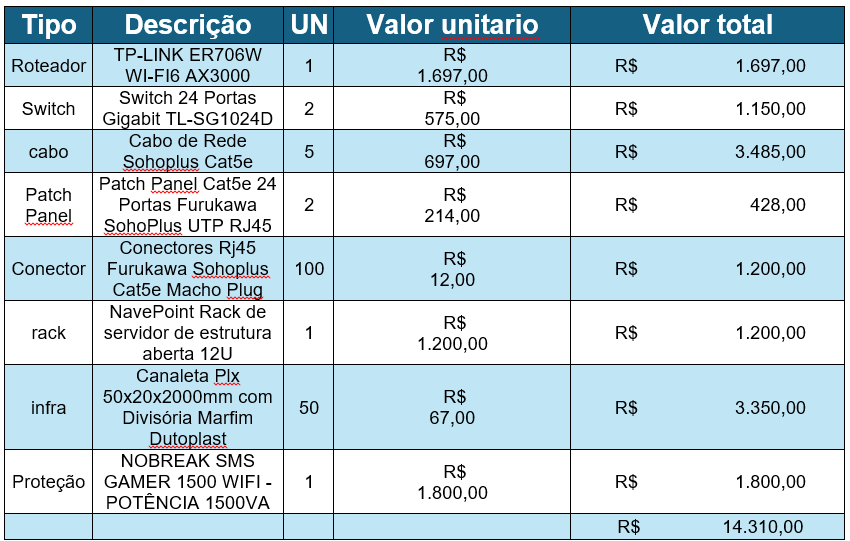 Tipo Descrição UN Valor unitario Valor total
Roteador TP-LINK ER706W WI-FI6 AX3000 1 R$ 1.697,00 R$ 1.697,00
Switch Switch 24 Portas Gigabit TL-SG1024D 2 R$ 575,00 R$ 1.150,00
cabo Cabo de Rede Sohoplus Cat5e 5 R$ 697,00 R$ 3.485,00
Patch Panel Patch Panel Cat5e 24 Portas Furukawa SohoPlus UTP RJ45 2 R$ 214,00 R$ 428,00
Conector Conectores Rj45 Furukawa Sohoplus Cat5e Macho Plug 100 R$ 12,00 R$ 1.200,00
rack NavePoint Rack de servidor de estrutura aberta 12U 1 R$ 1.200,00 R$ 1.200,00
infra Canaleta Plx 50x20x2000mm com Divisória Marfim Dutoplast 50 R$ 67,00 R$ 3.350,00
Proteção NOBREAK SMS GAMER 1500 WIFI - POTÊNCIA 1500VA 1 R$ 1.800,00 R$ 1.800,00
R$ 14.310,00